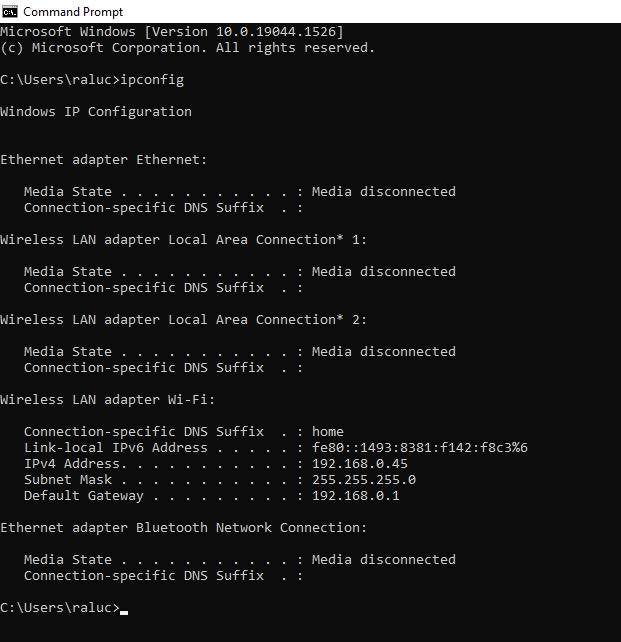 Command Prompt
Microsoft Windows [Version 10.0.19044.1526]
(c) Microsoft Corporation. All rights reserved.
C:\Users\raluc>ipconfig
Windows IP Configuration
Ethernet adapter Ethernet:
   Media State . . . . . . . . . . . : Media disconnected
   Connection-specific DNS Suffix  . :
Wireless LAN adapter Local Area Connection* 1:
   Media State . . . . . . . . . . . : Media disconnected
   Connection-specific DNS Suffix  . :
Wireless LAN adapter Local Area Connection* 2:
   Media State . . . . . . . . . . . : Media disconnected
   Connection-specific DNS Suffix  . :
Wireless LAN adapter Wi-Fi:
   Connection-specific DNS Suffix  . : home
   Link-local IPv6 Address . . . . . : fe80::1493:8381:f142:f8c3%6
   IPv4 Address. . . . . . . . . . . : 192.168.0.45
   Subnet Mask . . . . . . . . . . . : 255.255.255.0
   Default Gateway . . . . . . . . . : 192.168.0.1
Ethernet adapter Bluetooth Network Connection:
   Media State . . . . . . . . . . . : Media disconnected
   Connection-specific DNS Suffix  . :
C:\Users\raluc>